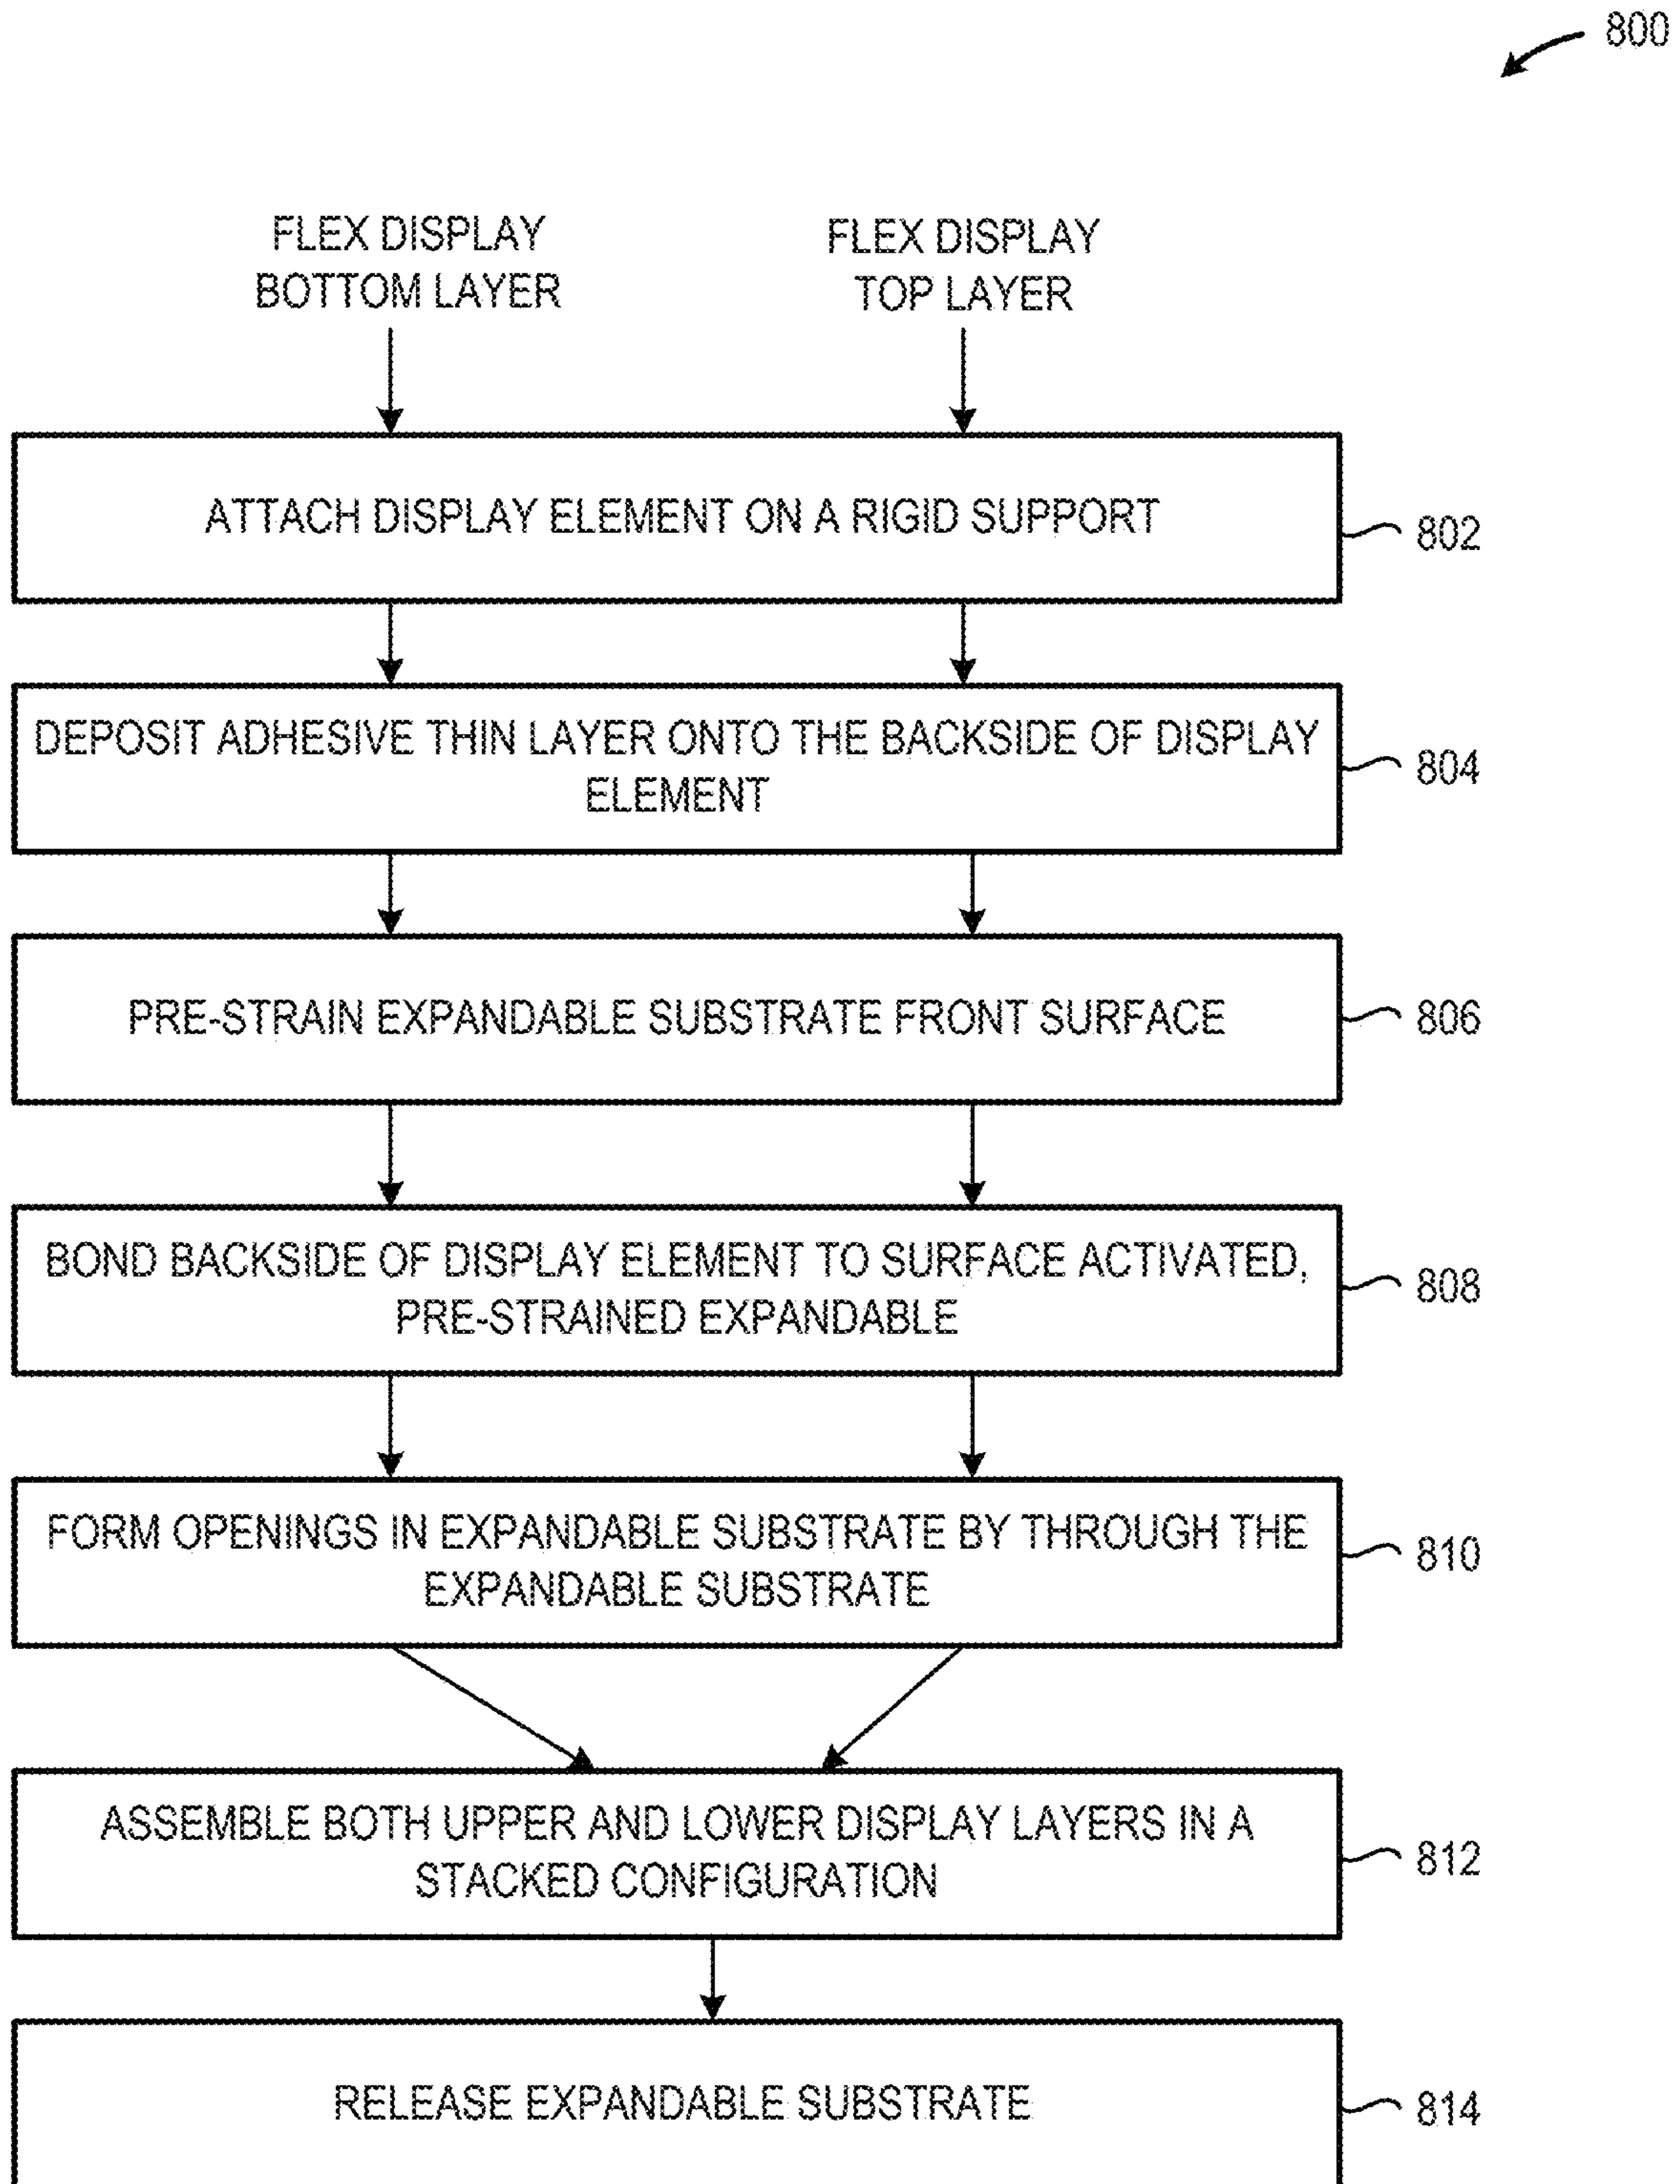 800
FLEX DISPLAY
BOTTOM LAYER
FLEX DISPLAY
TOP LAYER
ATTACH DISPLAY ELEMENT ON A RIGID SUPPORT
802
DEPOSIT ADHESIVE THIN LAYER ONTO THE BACKSIDE OF DISPLAY
ELEMENT
804
PRE-STRAIN EXPANDABLE SUBSTRATE FRONT SURFACE
806
BOND BACKSIDE OF DISPLAY ELEMENT TO SURFACE ACTIVATED,
PRE-STRAINED EXPANDABLE
808
FORM OPENINGS IN EXPANDABLE SUBSTRATE BY THROUGH THE
EXPANDABLE SUBSTRATE
810
ASSEMBLE BOTH UPPER AND LOWER DISPLAY LAYERS IN A
STACKED CONFIGURATION
812
RELEASE EXPANDABLE SUBSTRATE
814